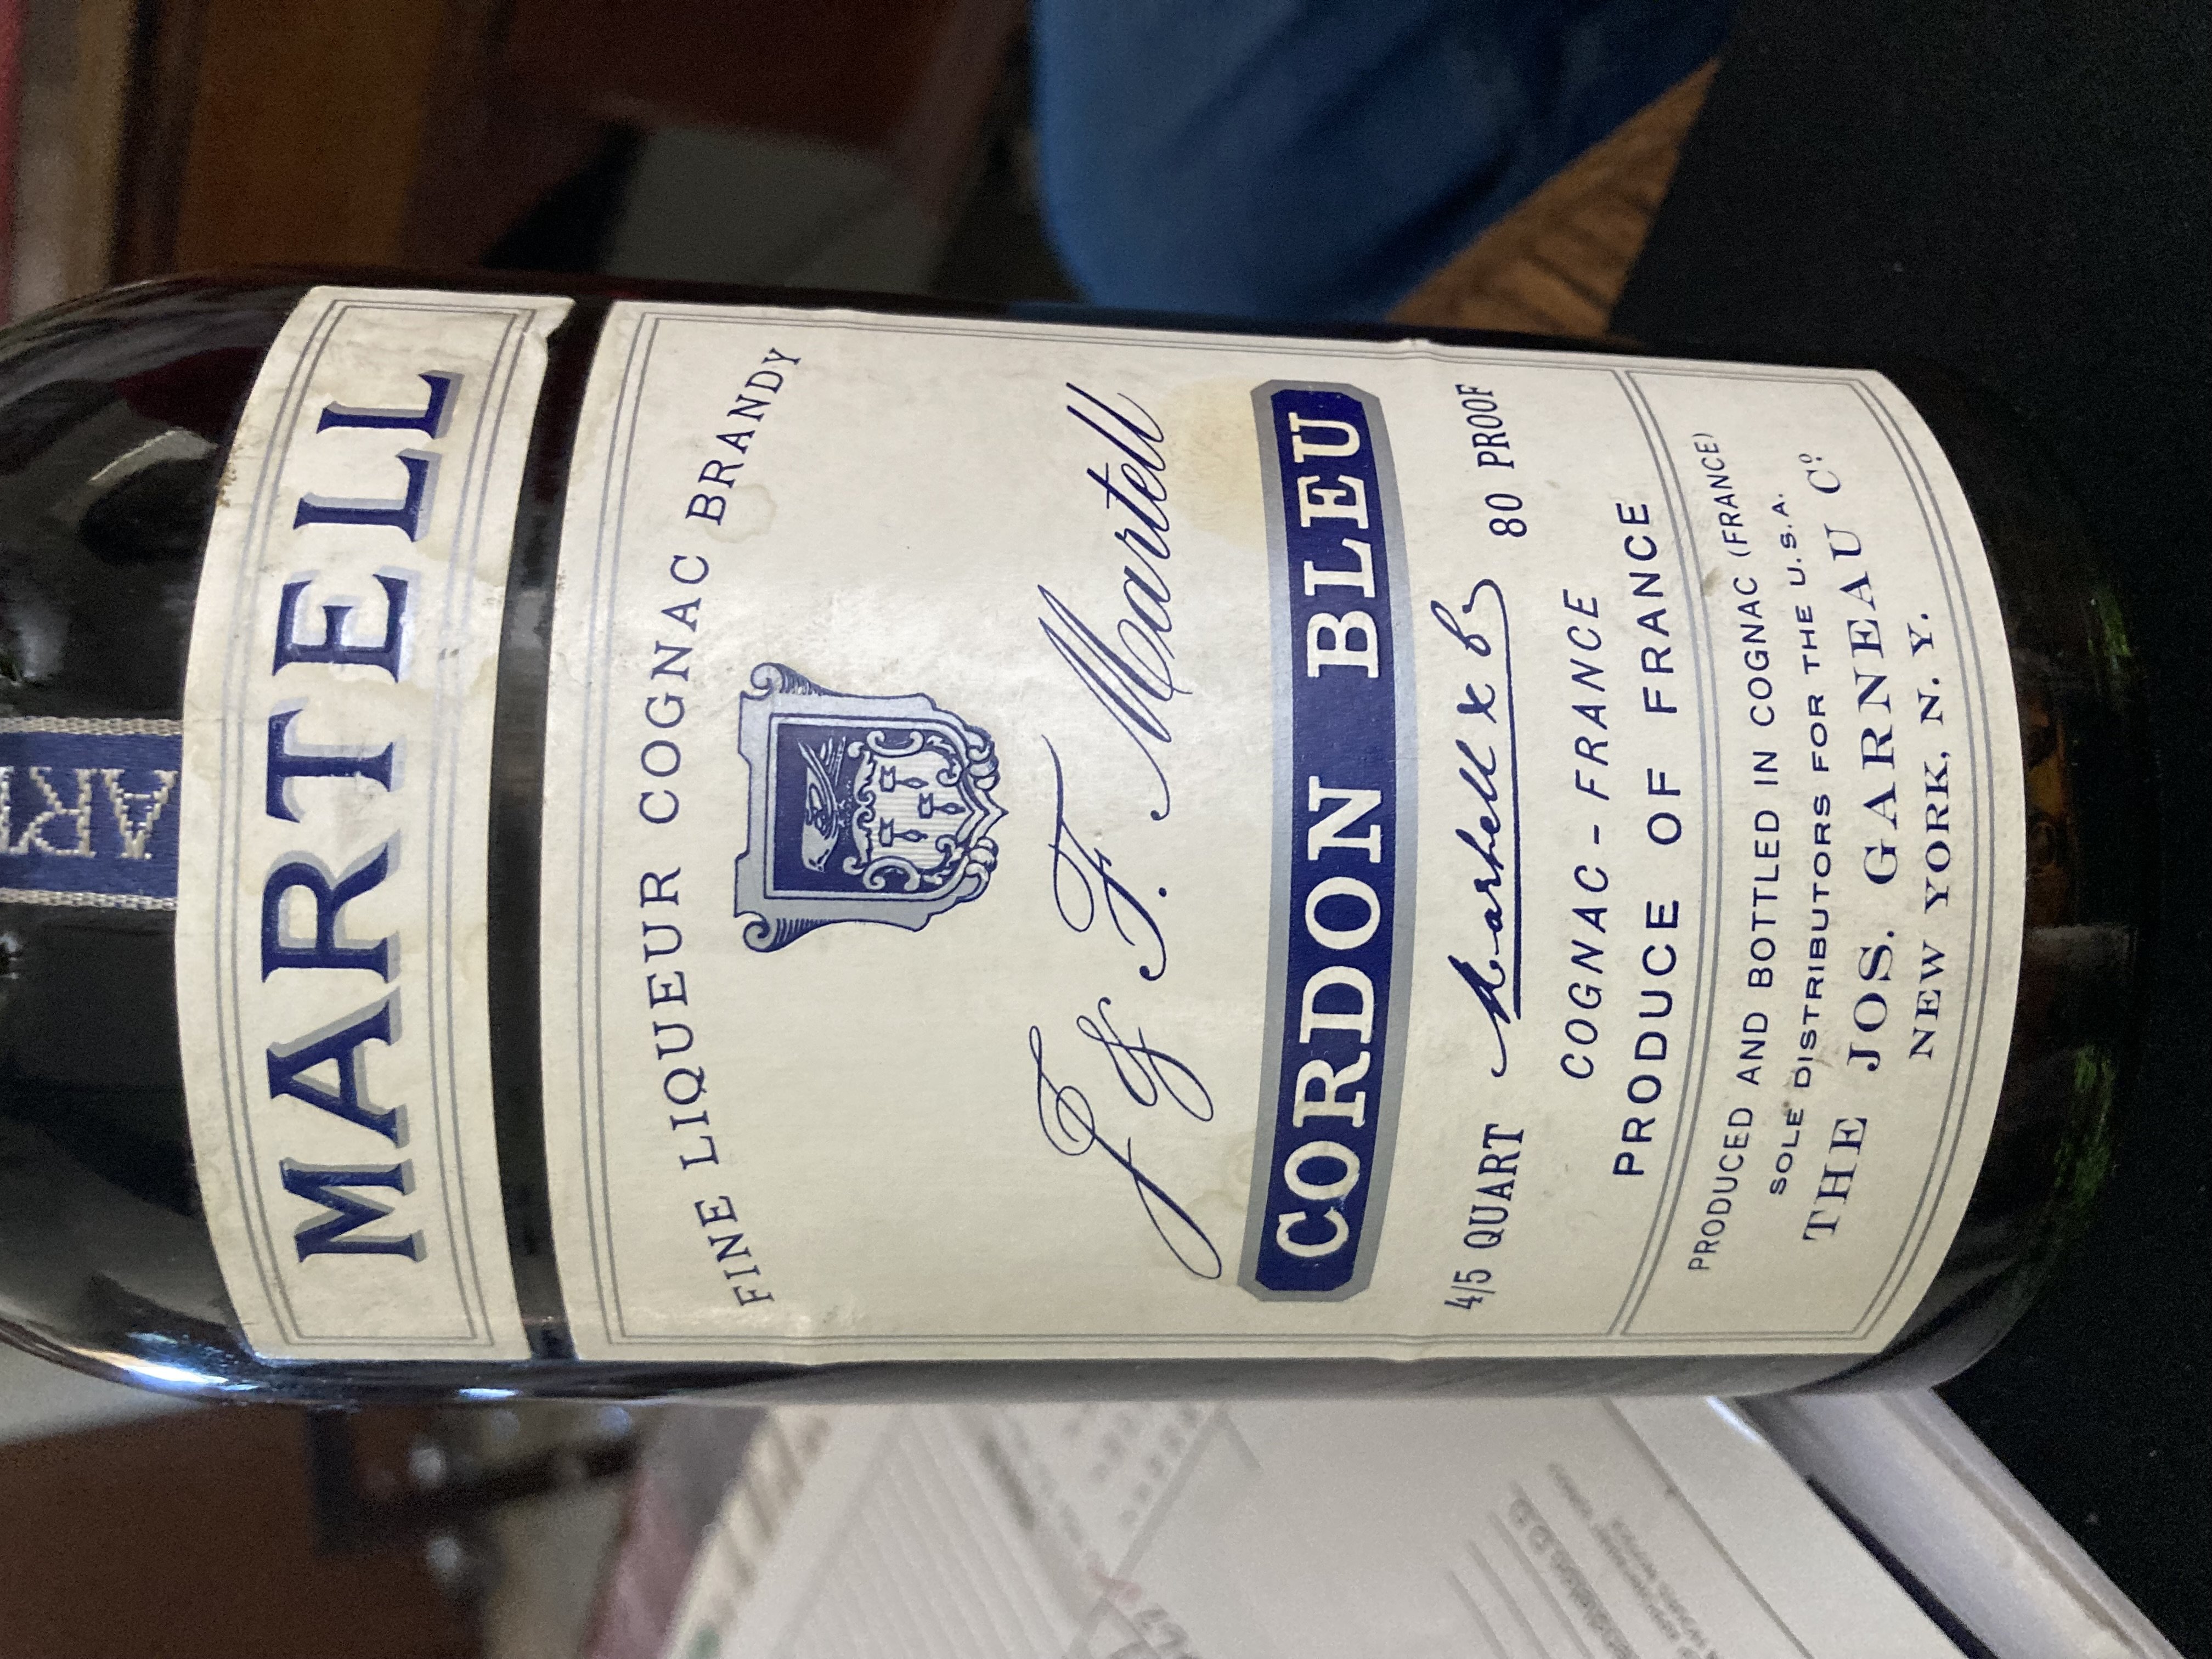 MARTELL
FINE LIQUEUR COGNAC BRANDY
J & F. Martell
CORDON BLEU
4/5 QUART Martell & Co 80 PROOF
COGNAC - FRANCE
PRODUCE OF FRANCE
PRODUCED AND BOTTLED IN COGNAC (FRANCE)
SOLE DISTRIBUTORS FOR THE U.S.A.
THE JOS. GARNEAU Co.
NEW YORK, N.Y.